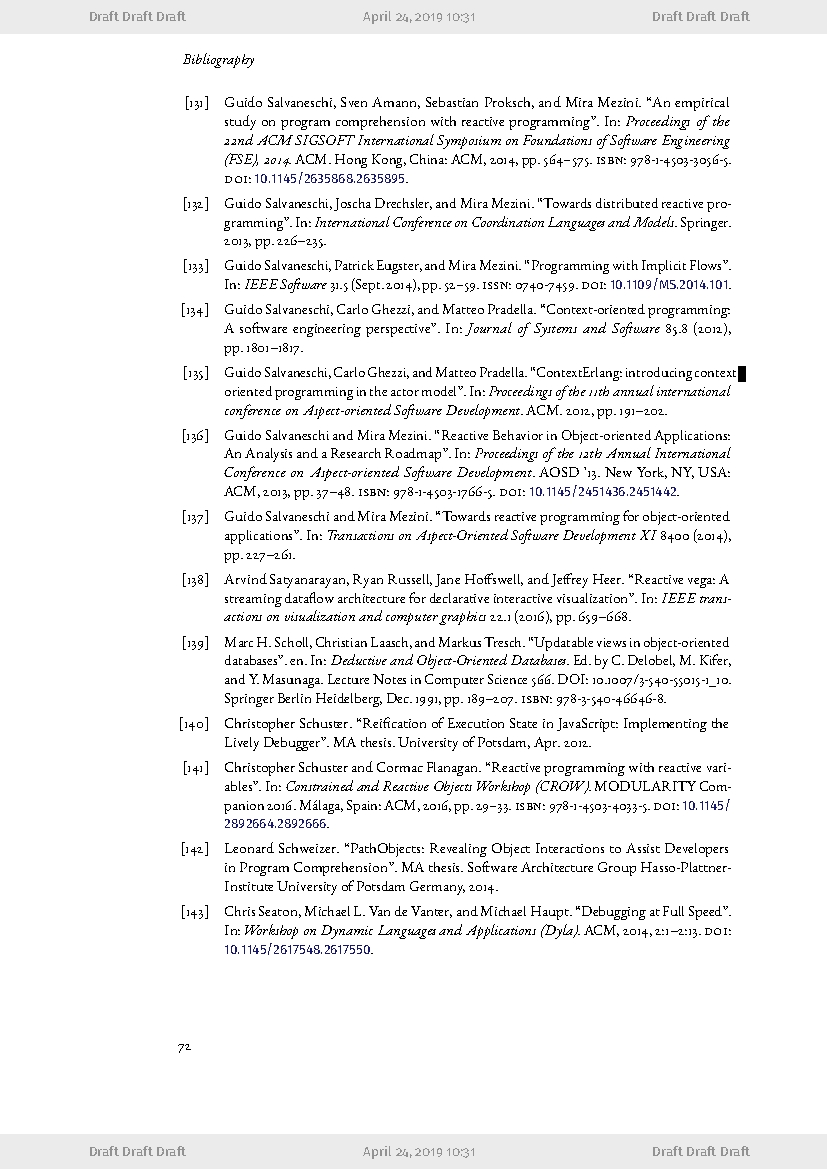 Draft Draft Draft April 24, 2019 10:31 Draft Draft Draft
Bibliography
[131] Guido Salvaneschi, Sven Amann, Sebastian Proksch, and Mira Mezini. “An empirical
study on program comprehension with reactive programming”. In: Proceedings of the
22nd ACM SIGSOFT International Symposium on Foundations of Software Engineering
(FSE), 2014. ACM. Hong Kong, China: ACM, 2014, pp. 564–575. ISBN: 978-1-4503-3056-5.
DOI: 10.1145/2635868.2635895.
[132] Guido Salvaneschi, Joscha Drechsler, and Mira Mezini. “Towards distributed reactive pro-
gramming”. In: International Conference on Coordination Languages and Models. Springer.
2013, pp. 226–235.
[133] Guido Salvaneschi, Patrick Eugster, and Mira Mezini. “Programming with Implicit Flows”.
In: IEEE Software 31.5 (Sept. 2014), pp. 52–59. ISSN: 0740-7459. DOI: 10.1109/MS.2014.101.
[134] Guido Salvaneschi, Carlo Ghezzi, and Matteo Pradella. “Context-oriented programming:
A software engineering perspective”. In: Journal of Systems and Software 85.8 (2012),
pp. 1801–1817.
[135] Guido Salvaneschi, Carlo Ghezzi, and Matteo Pradella. “ContextErlang: introducing context
oriented programming in the actor model”. In: Proceedings of the 11th annual international
conference on Aspect-oriented Software Development. ACM. 2012, pp. 191–202.
[136] Guido Salvaneschi and Mira Mezini. “Reactive Behavior in Object-oriented Applications:
An Analysis and a Research Roadmap”. In: Proceedings of the 12th Annual International
Conference on Aspect-oriented Software Development. AOSD ’13. New York, NY, USA:
ACM, 2013, pp. 37–48. ISBN: 978-1-4503-1766-5. DOI: 10.1145/2451436.2451442.
[137] Guido Salvaneschi and Mira Mezini. “Towards reactive programming for object-oriented
applications”. In: Transactions on Aspect-Oriented Software Development XI 8400 (2014),
pp. 227–261.
[138] Arvind Satyanarayan, Ryan Russell, Jane Hoffswell, and Jeffrey Heer. “Reactive vega: A
streaming dataflow architecture for declarative interactive visualization”. In: IEEE trans-
actions on visualization and computer graphics 22.1 (2016), pp. 659–668.
[139] Marc H. Scholl, Christian Laasch, and Markus Tresch. “Updatable views in object-oriented
databases”. en. In: Deductive and Object-Oriented Databases. Ed. by C. Delobel, M. Kifer,
and Y. Masunaga. Lecture Notes in Computer Science 566. DOI: 10.1007/3-540-55015-1_10.
Springer Berlin Heidelberg, Dec. 1991, pp. 189–207. ISBN: 978-3-540-46646-8.
[140] Christopher Schuster. “Reification of Execution State in JavaScript: Implementing the
Lively Debugger”. MA thesis. University of Potsdam, Apr. 2012.
[141] Christopher Schuster and Cormac Flanagan. “Reactive programming with reactive vari-
ables”. In: Constrained and Reactive Objects Workshop (CROW). MODULARITY Com-
panion 2016. Málaga, Spain: ACM, 2016, pp. 29–33. ISBN: 978-1-4503-4033-5. DOI: 10.1145/
2892664.2892666.
[142] Leonard Schweizer. “PathObjects: Revealing Object Interactions to Assist Developers
in Program Comprehension”. MA thesis. Software Architecture Group Hasso-Plattner-
Institute University of Potsdam Germany, 2014.
[143] Chris Seaton, Michael L. Van de Vanter, and Michael Haupt. “Debugging at Full Speed”.
In: Workshop on Dynamic Languages and Applications (Dyla). ACM, 2014, 2:1–2:13. DOI:
10.1145/2617548.2617550.
72
Draft Draft Draft April 24, 2019 10:31 Draft Draft Draft